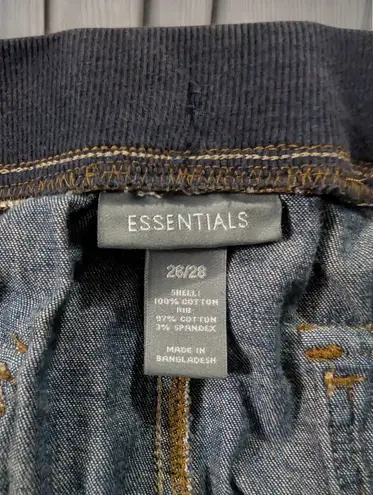 ESSENTIALS
26/28
SHELL:
100% COTTON
RIB
97% COTTON
3% SPANDEX
MADE IN
BANGLADESH